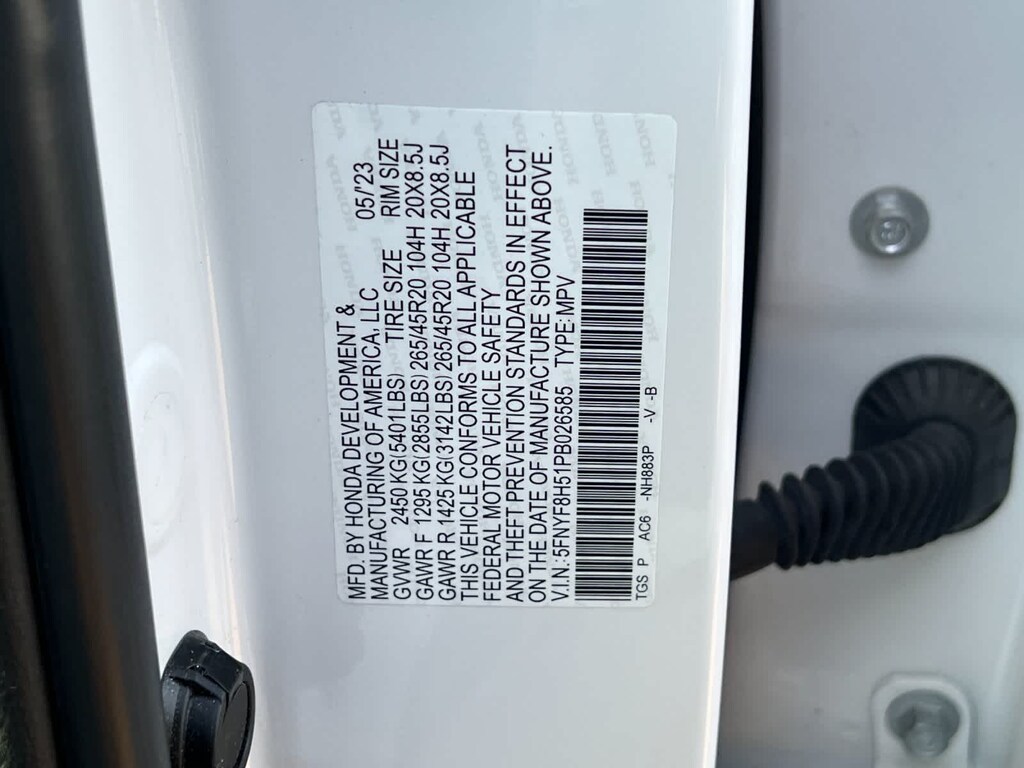 MFD. BY HONDA DEVELOPMENT &
MANUFACTURING OF AMERICA, LLC 05/'23
GVWR 2450 KG(5401LBS) TIRE SIZE RIM SIZE
GAWR F 1295 KG(2855LBS) 265/45R20 104H 20X8.5J
GAWR R 1425 KG(3142LBS) 265/45R20 104H 20X8.5J
THIS VEHICLE CONFORMS TO ALL APPLICABLE
FEDERAL MOTOR VEHICLE SAFETY
AND THEFT PREVENTION STANDARDS IN EFFECT
ON THE DATE OF MANUFACTURE SHOWN ABOVE.
V.I.N.:5FNYF8H51PB026585 TYPE:MPV
TGS P AC6 -NH883P -V -B